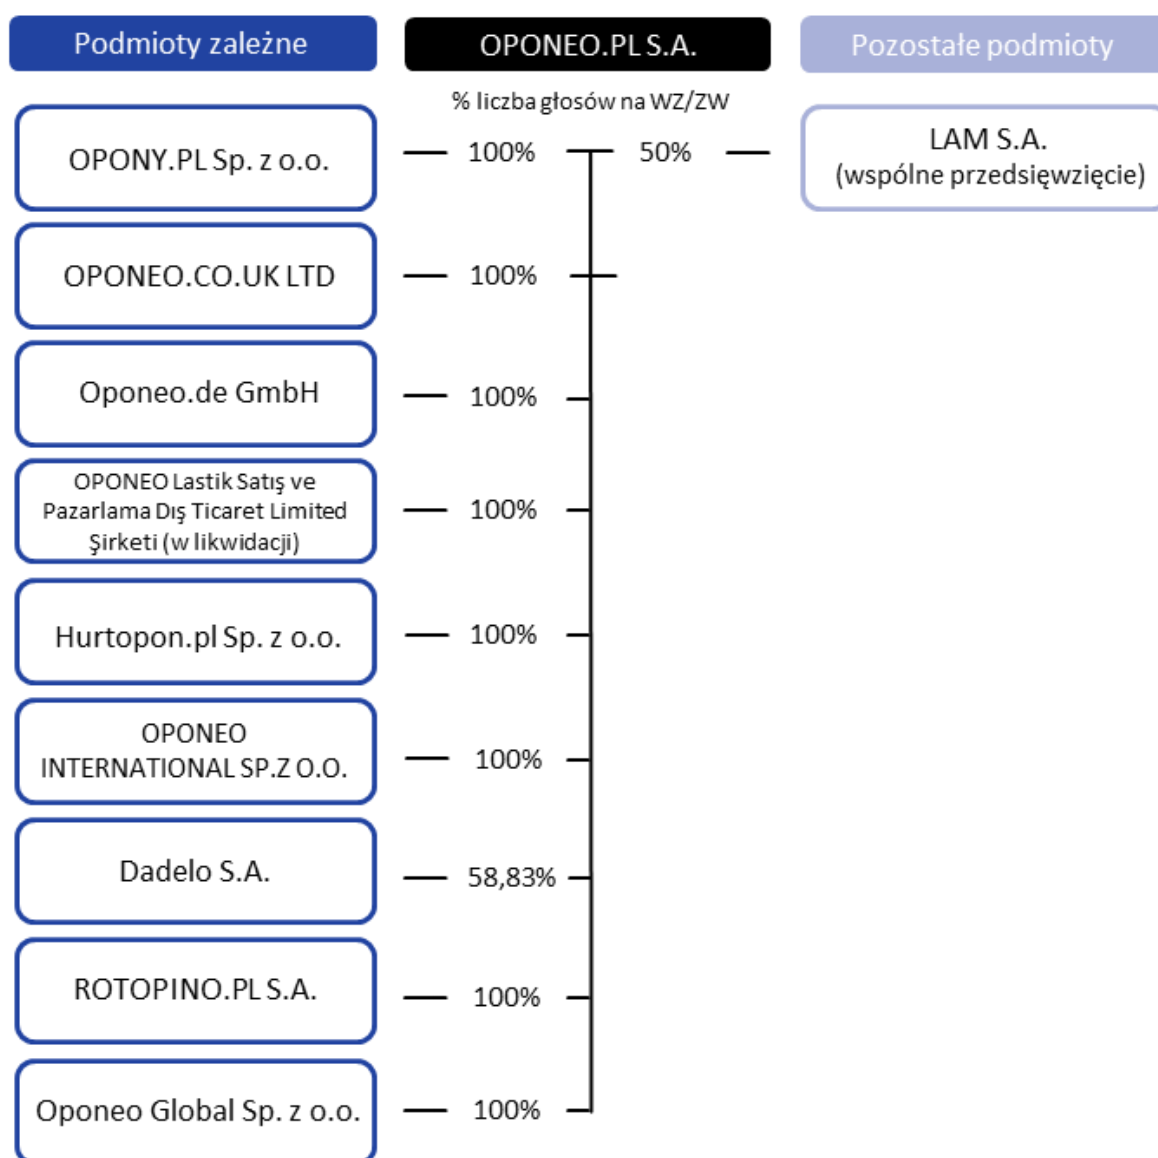 Podmioty zależne
OPONEO.PL S.A.
Pozostałe podmioty
% liczba głosów na WZ/ZW
OPONY.PL Sp. z o.o.
100%
50%
LAM S.A.
(wspólne przedsięwzięcie)
OPONEO.CO.UK LTD
100%
Oponeo.de GmbH
100%
OPONEO Lastik Satış ve
Pazarlama Dış Ticaret Limited
Şirketi (w likwidacji)
100%
Hurtopon.pl Sp. z o.o.
100%
OPONEO
INTERNATIONAL SP.Z O.O.
100%
Dadelo S.A.
58,83%
ROTOPINO.PL S.A.
100%
Oponeo Global Sp. z o.o.
100%